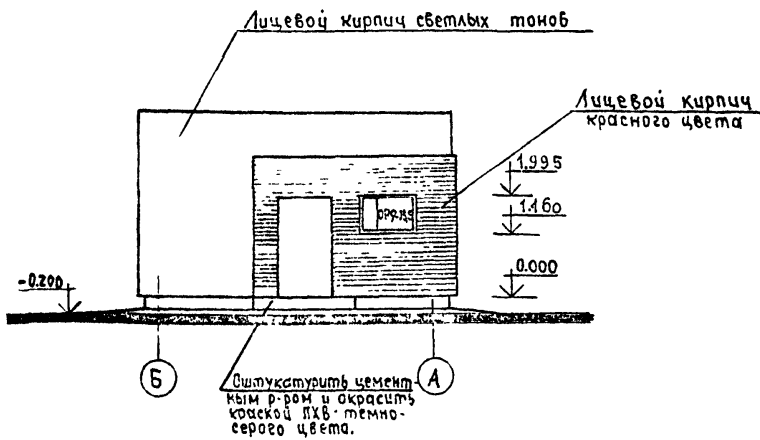 Лицевой кирпич светлых тонов
Лицевой кирпич
красного цвета
1.995
1.160
0.000
-0.200
Б
А
Оштукатурить цемент-
ным р-ром и окрасить
краской ПХВ-темно-
серого цвета.